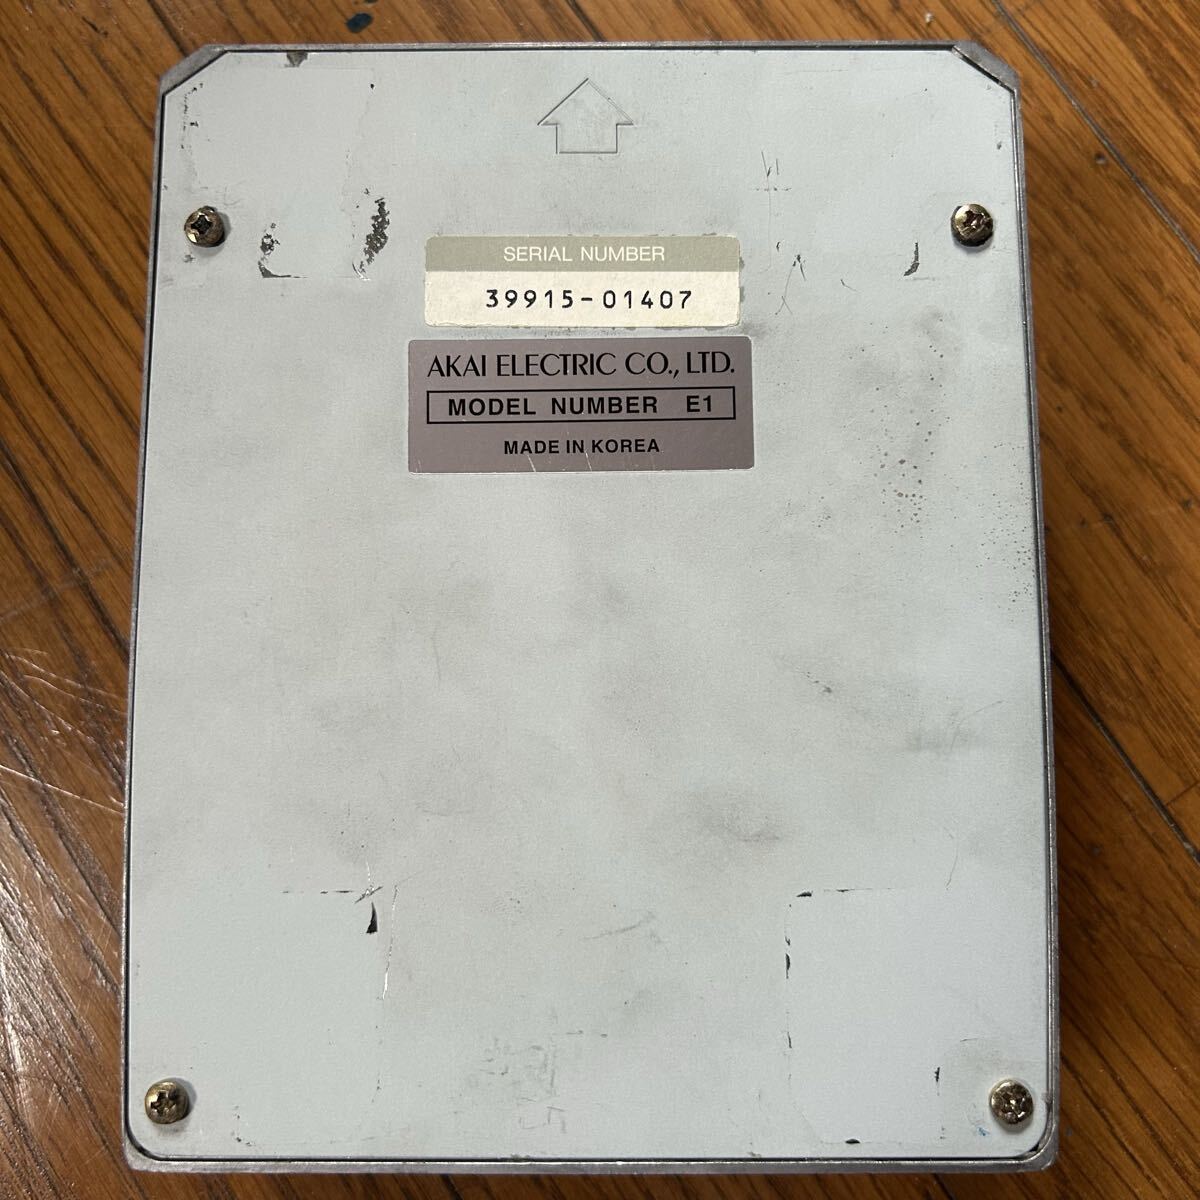 SERIAL NUMBER
39915-01407
AKAI ELECTRIC CO., LTD.
MODEL NUMBER E1
MADE IN KOREA